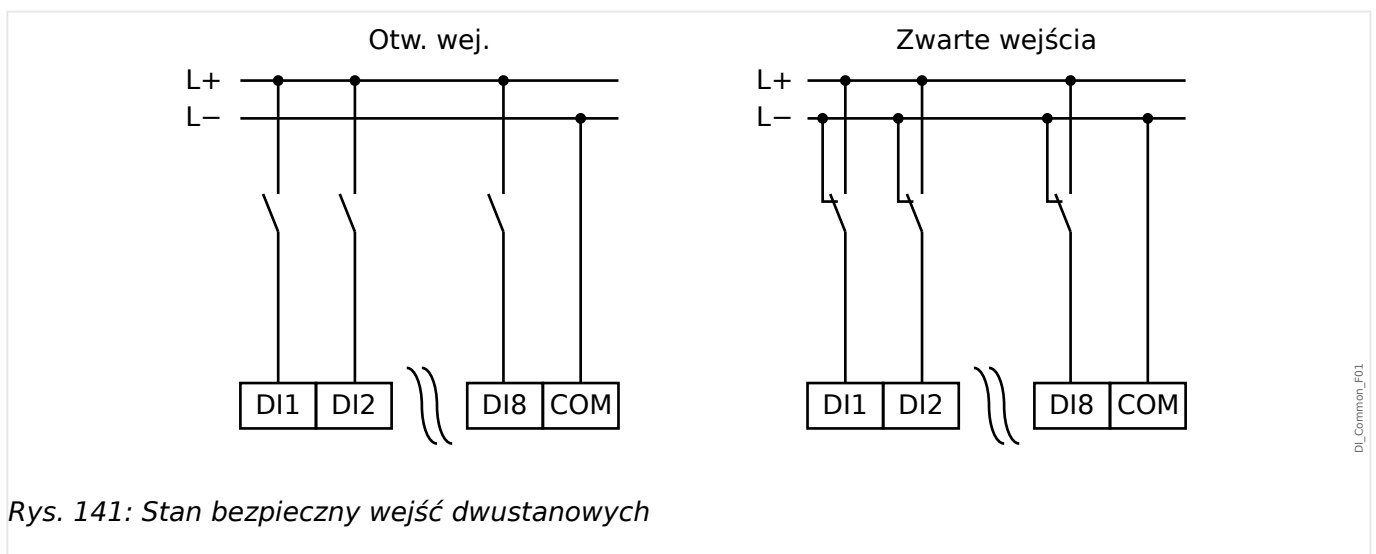 Otw. wej.
Zwarte wejścia
L+
L−
L+
L−
DI1 DI2 DI8 COM
DI1 DI2 DI8 COM
DI_Common_F01
Rys. 141: Stan bezpieczny wejść dwustanowych